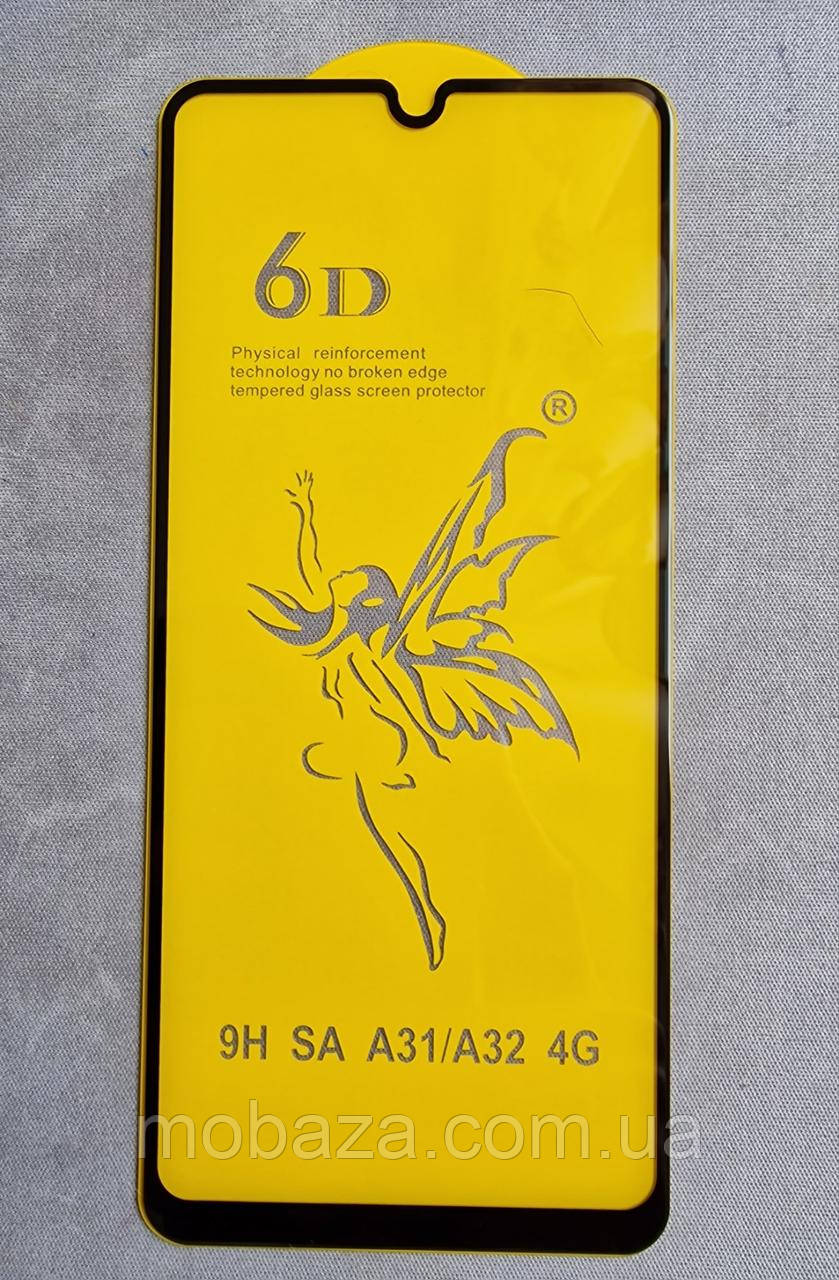 6D
Physical reinforcement
technology no broken edge
tempered glass screen protector
®
9H SA A31/A32 4G
mobaza.com.ua